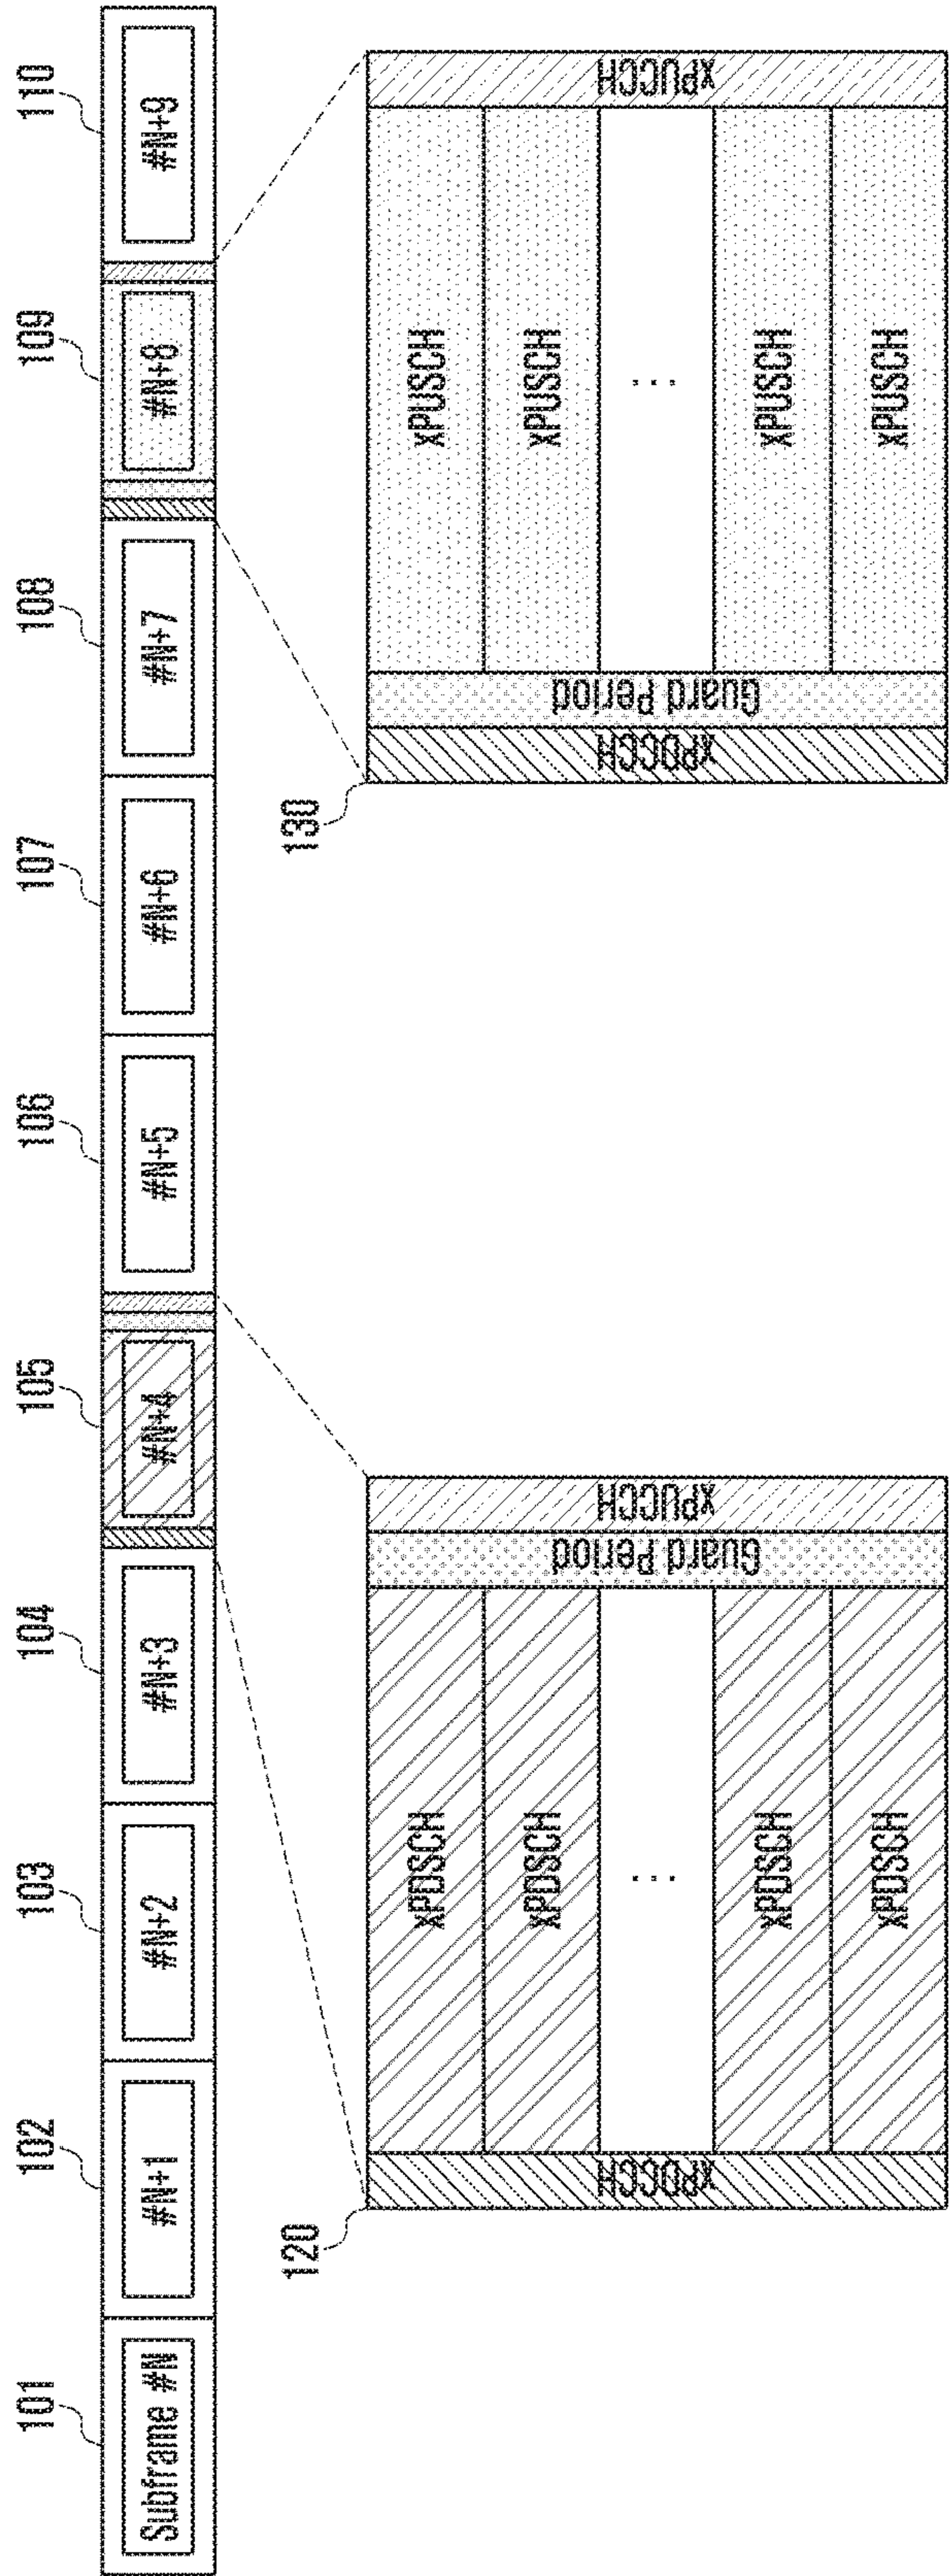 101
102
103
104
105
106
107
108
109
110
Subframe #N
#N+1
#N+2
#N+3
#N+4
#N+5
#N+6
#N+7
#N+8
#N+9
120
xPDCCH
xPDSCH
xPDSCH
...
xPDSCH
xPDSCH
Guard Period
xPUCCH
130
xPDCCH
Guard Period
xPUSCH
xPUSCH
...
xPUSCH
xPUSCH
xPUCCH